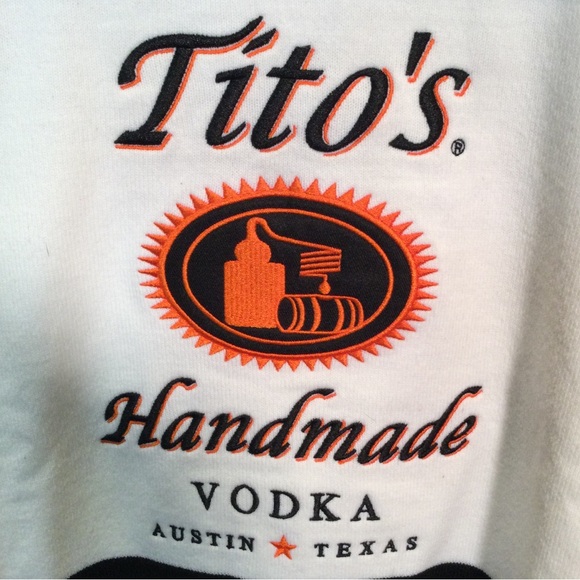 Tito's®
Handmade
VODKA
AUSTIN ★ TEXAS